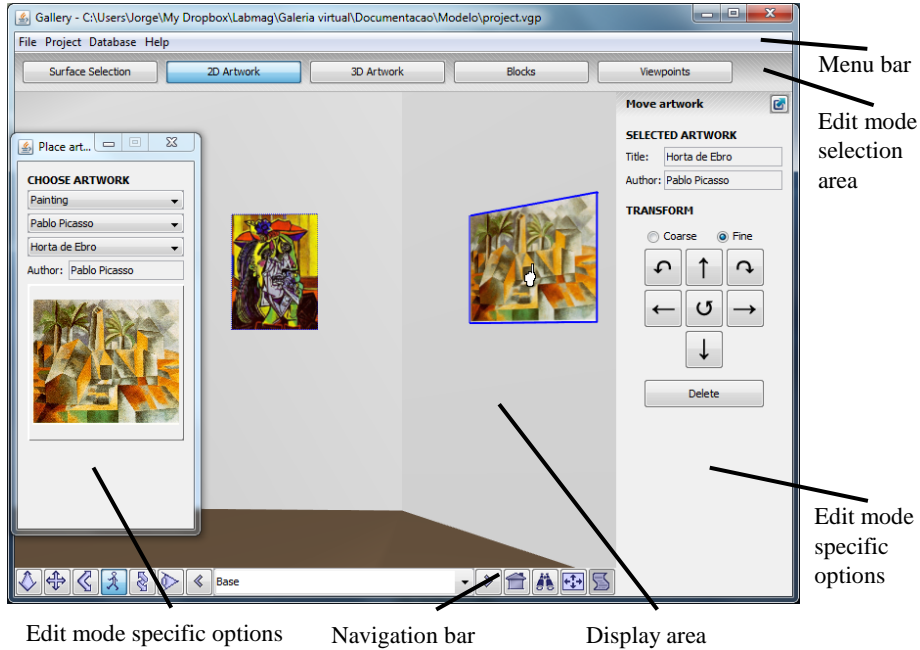 Gallery - C:\Users\Jorge\My Dropbox\Labmag\Galeria virtual\Documentacao\Modelo\project.vgp
File Project Database Help
Surface Selection 2D Artwork 3D Artwork Blocks Viewpoints
Menu bar
Edit mode
selection
area
Place art...
CHOOSE ARTWORK
Painting
Pablo Picasso
Horta de Ebro
Author: Pablo Picasso
Move artwork
SELECTED ARTWORK
Title: Horta de Ebro
Author: Pablo Picasso
TRANSFORM
Coarse Fine
Delete
Edit mode
specific
options
Base
Edit mode specific options Navigation bar Display area